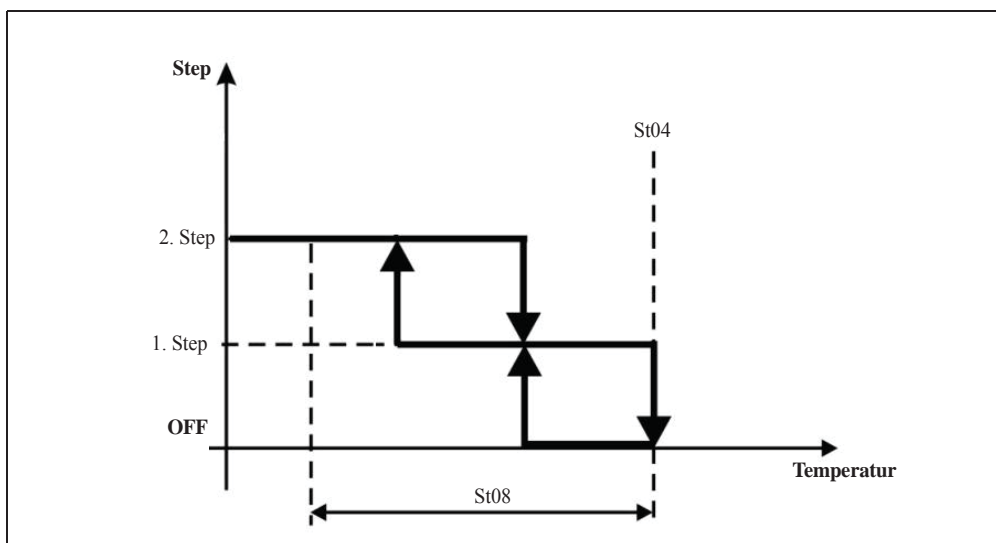 Step
St04
2. Step
1. Step
OFF
Temperatur
St08